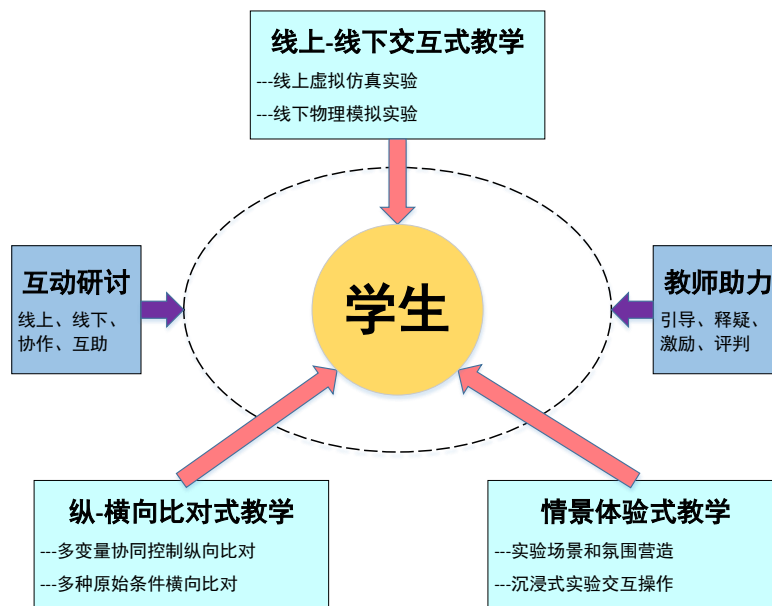 线上-线下交互式教学
---线上虚拟仿真实验
---线下物理模拟实验
互动研讨
线上、线下、
协作、互助
学生
教师助力
引导、释疑、
激励、评判
纵-横向比对式教学
---多变量协同控制纵向比对
---多种原始条件横向比对
情景体验式教学
---实验场景和氛围营造
---沉浸式实验交互操作